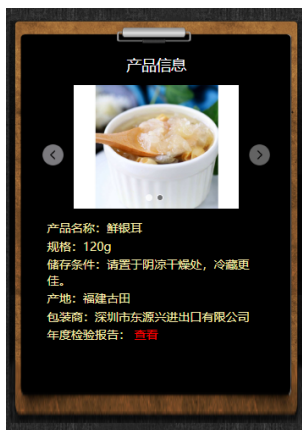 产品信息
产品名称：鲜银耳
规格：120g
储存条件：请置于阴凉干燥处，冷藏更
佳。
产地：福建古田
包装商：深圳市东源兴进出口有限公司
年度检验报告： 查看